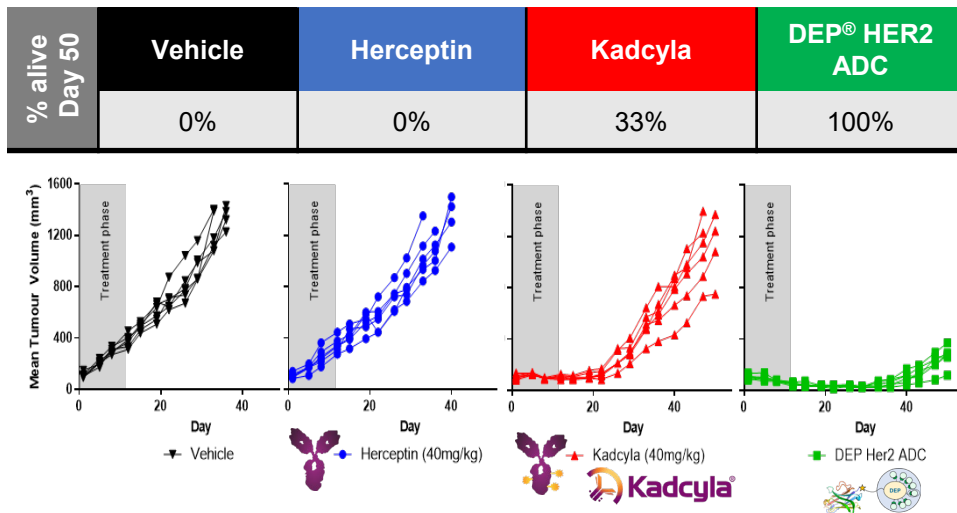 % alive
Day 50
Vehicle
Herceptin
Kadcyla
DEP® HER2
ADC
0%
0%
33%
100%
Mean Tumour Volume (mm³)
1600
1200
800
400
0
Treatment phase
0
20
40
Day
Vehicle
Treatment phase
0
20
40
Day
Herceptin (40mg/kg)
Treatment phase
0
20
40
Day
Kadcyla (40mg/kg)
Kadcyla®
Treatment phase
0
20
40
Day
DEP Her2 ADC
DEP